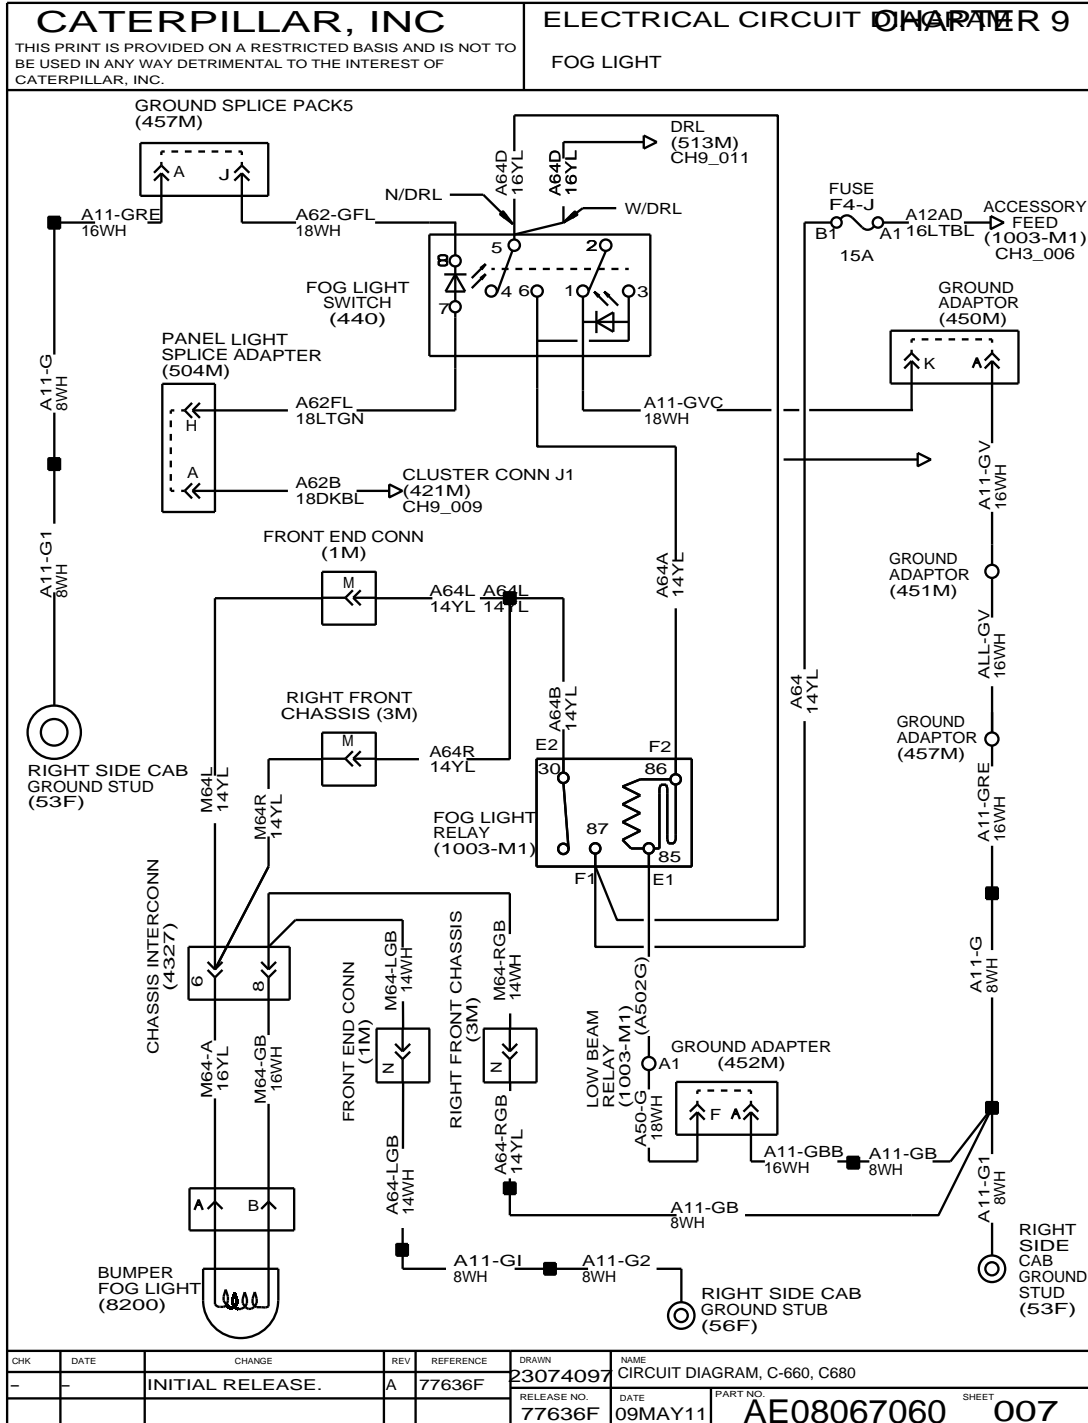 CATERPILLAR, INC
THIS PRINT IS PROVIDED ON A RESTRICTED BASIS AND IS NOT TO
BE USED IN ANY WAY DETRIMENTAL TO THE INTEREST OF
CATERPILLAR, INC.
ELECTRICAL CIRCUIT DIAGRAM
CHAPTER 9
FOG LIGHT
GROUND SPLICE PACK5
(457M)
A
J
A11-GRE
16WH
A62-GFL
18WH
N/DRL
A64D
16YL
A64D
16YL
W/DRL
DRL
(513M)
CH9_011
FUSE
F4-J
B1
A1
15A
A12AD
16LTBL
ACCESSORY
FEED
(1003-M1)
CH3_006
FOG LIGHT
SWITCH
(440)
8
7
5
4
6
2
1
3
GROUND
ADAPTOR
(450M)
K
A
PANEL LIGHT
SPLICE ADAPTER
(504M)
H
A
A62FL
18LTGN
A62B
18DKBL
CLUSTER CONN J1
(421M)
CH9_009
A11-GVC
18WH
A11-G
8WH
A11-G1
8WH
A11-GV
16WH
FRONT END CONN
(1M)
M
A64L
14YL
A64L
14YL
A64A
14YL
GROUND
ADAPTOR
(451M)
ALL-GV
16WH
RIGHT FRONT
CHASSIS (3M)
M
A64R
14YL
A64B
14YL
A64
14YL
GROUND
ADAPTOR
(457M)
A11-GRE
16WH
RIGHT SIDE CAB
GROUND STUD
(53F)
M64L
14YL
M64R
14YL
FOG LIGHT
RELAY
(1003-M1)
E2
30
F2
86
87
85
F1
E1
CHASSIS INTERCONN
(4327)
6
8
M64-LGB
14WH
M64-RGB
14WH
FRONT END CONN
(1M)
N
RIGHT FRONT CHASSIS
(3M)
N
A11-G
8WH
M64-A
16YL
M64-GB
16WH
LOW BEAM
RELAY
(1003-M1)
(A502G)
A1
A50-G
18WH
GROUND ADAPTER
(452M)
F
A
A64-LGB
14WH
A64-RGB
14YL
A11-GBB
16WH
A11-GB
8WH
A11-GB
8WH
A11-G1
8WH
A
B
BUMPER
FOG LIGHT
(8200)
A11-GI
8WH
A11-G2
8WH
RIGHT SIDE CAB
GROUND STUB
(56F)
RIGHT
SIDE
CAB
GROUND
STUD
(53F)
CHK DATE CHANGE REV REFERENCE
– – INITIAL RELEASE. A 77636F
DRAWN
23074097
NAME
CIRCUIT DIAGRAM, C-660, C680
RELEASE NO.
77636F
DATE
09MAY11
PART NO.
AE08067060
SHEET
007